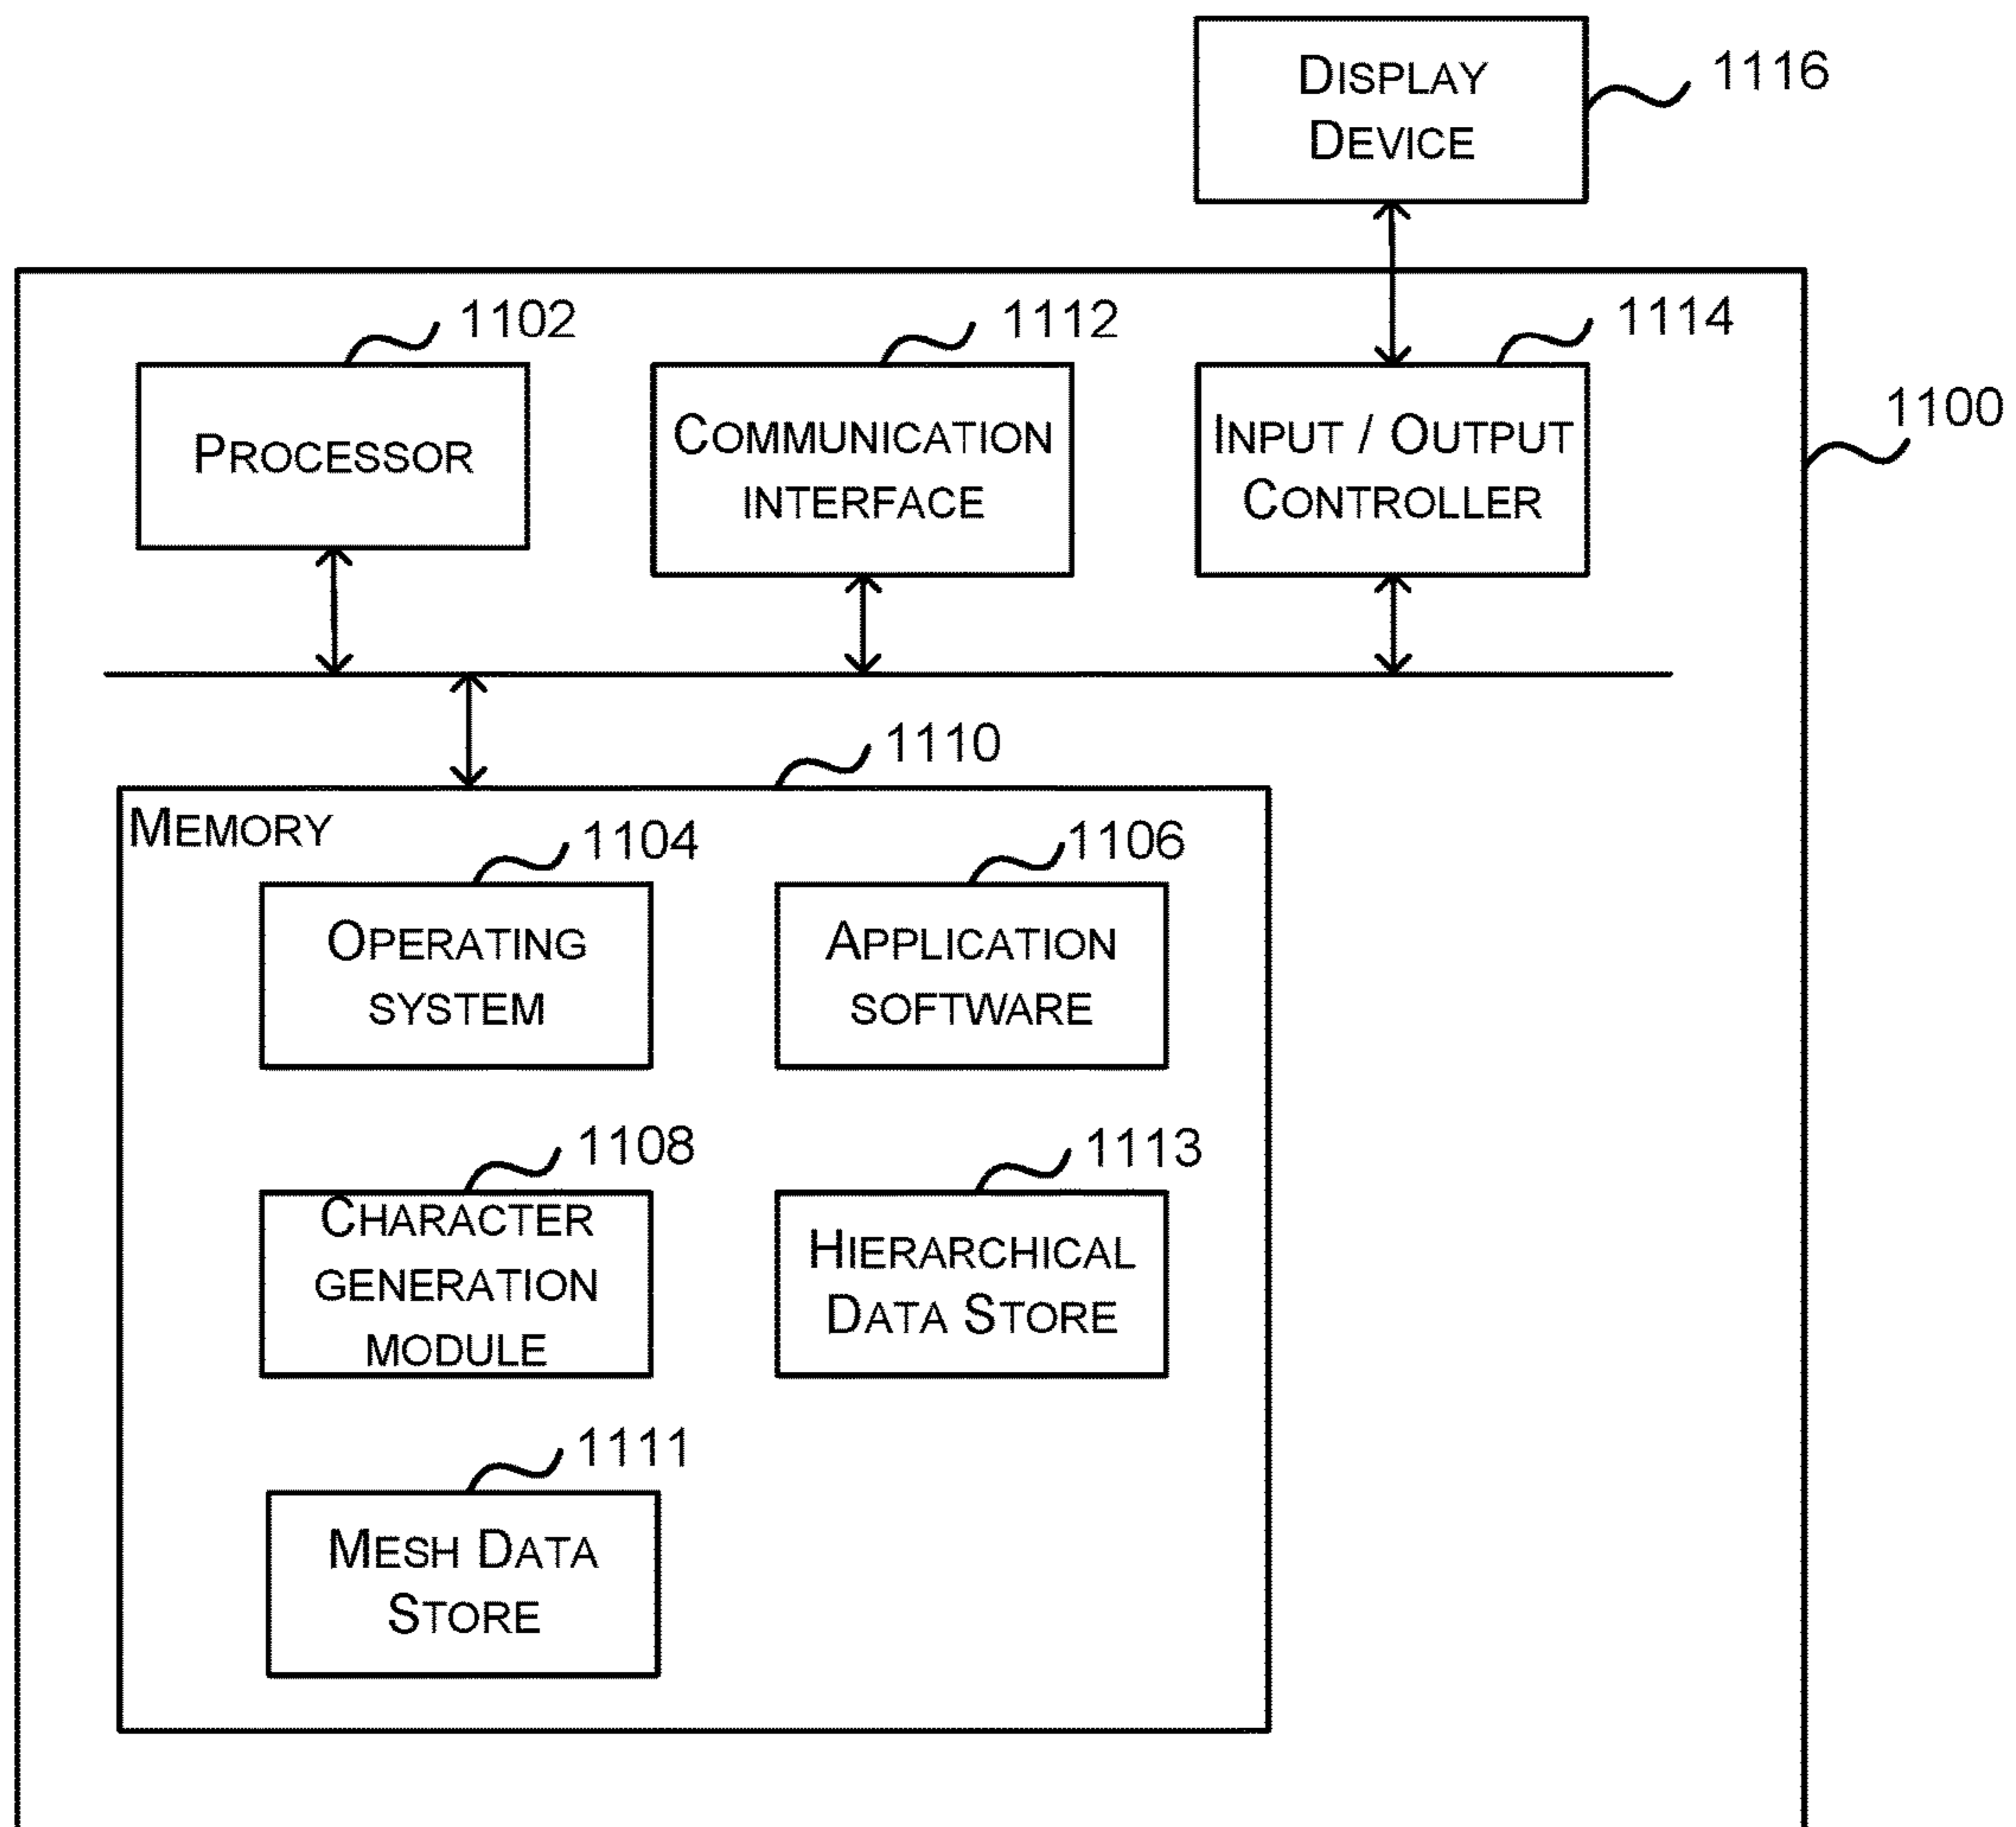 DISPLAY
DEVICE
1116
1102
1112
1114
1100
PROCESSOR
COMMUNICATION
INTERFACE
INPUT / OUTPUT
CONTROLLER
1110
MEMORY
1104
1106
OPERATING
SYSTEM
APPLICATION
SOFTWARE
1108
1113
CHARACTER
GENERATION
MODULE
HIERARCHICAL
DATA STORE
1111
MESH DATA
STORE